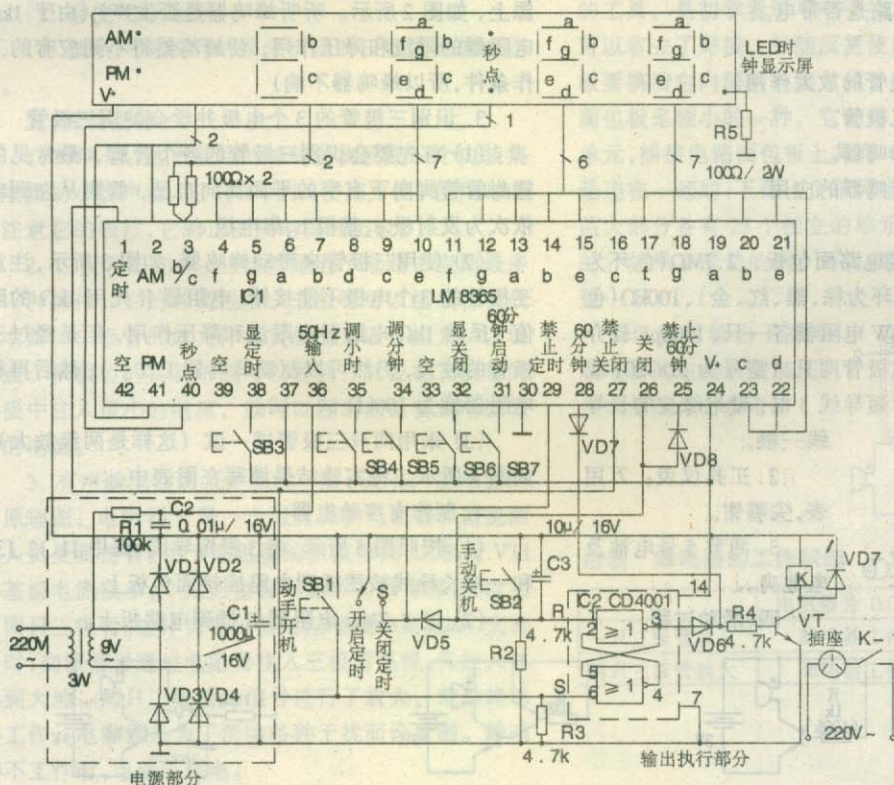 a a a a
AM* b f g b f g b f g b
秒点
LED时
钟显示屏
PM* c e c e c e c
V+ d d d
1
2 2 7 6 7
R5
100Ω×2
100Ω/2W
1 2 3 4 5 6 7 8 9 10 11 12 13 14 15 16 17 18 19 20 21
定时 AM b/c f g a b d c e f g a b e c f g a b e
IC1 LM8365
显定时
50Hz输入
调小时
调分钟
显关闭
60分钟启动
禁止时
60分钟
禁止关闭
禁60分钟
空 PM 秒点 空 空 定 关闭 V- c d
42 41 40 39 38 37 36 35 34 33 32 31 30 29 28 27 26 25 24 23 22
SB3 SB4 SB5 SB6 SB7
VD7
VD8
C2
0.01μ/16V
R1
100k
VD1 VD2
C1
1000μ
16V
220V~
9V~
3W
VD3 VD4
电源部分
动手开机
SB1
S
开启定时
关闭定时
VD5
手动关机
SB2
10μ/16V
C3
R
4.7k
R2
S
R3
4.7k
IC2 CD4001
14
2 1 ≥1 3
5 6 ≥1 4
7
VD6
R4
4.7k
VT
K
VD7
插座 K-1
220V~
输出执行部分